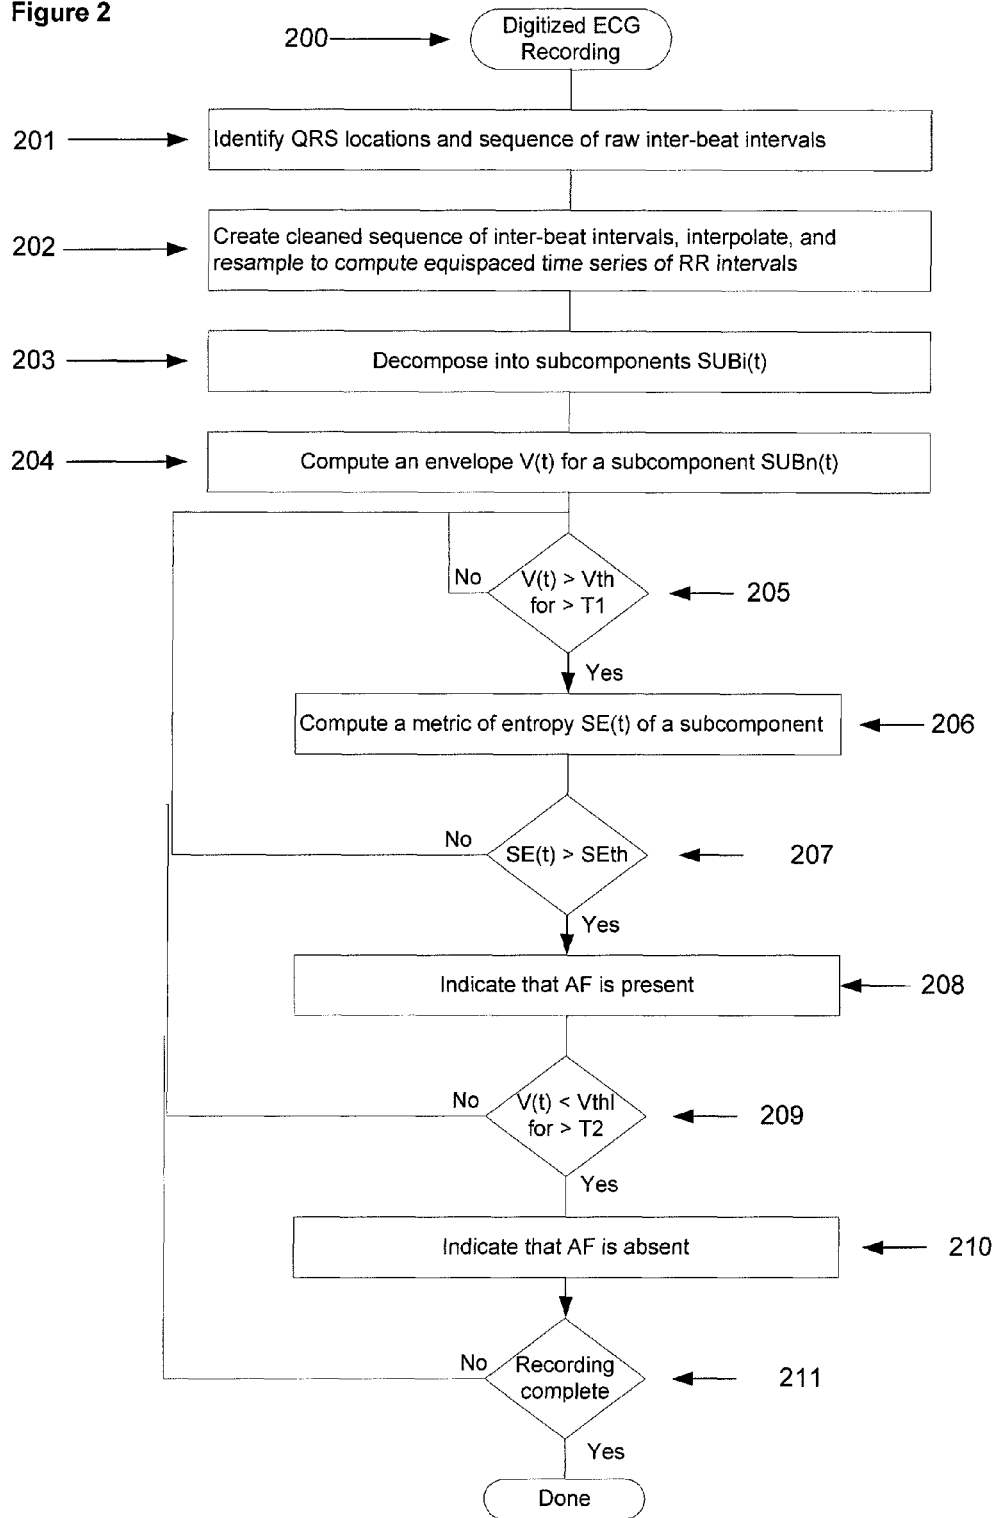 Figure 2
200
Digitized ECG
Recording
201
Identify QRS locations and sequence of raw inter-beat intervals
202
Create cleaned sequence of inter-beat intervals, interpolate, and
resample to compute equispaced time series of RR intervals
203
Decompose into subcomponents SUBi(t)
204
Compute an envelope V(t) for a subcomponent SUBn(t)
No
V(t) > Vth
for > T1
205
Yes
Compute a metric of entropy SE(t) of a subcomponent
206
No
SE(t) > SEth
207
Yes
Indicate that AF is present
208
No
V(t) < Vthl
for > T2
209
Yes
Indicate that AF is absent
210
No
Recording
complete
211
Yes
Done